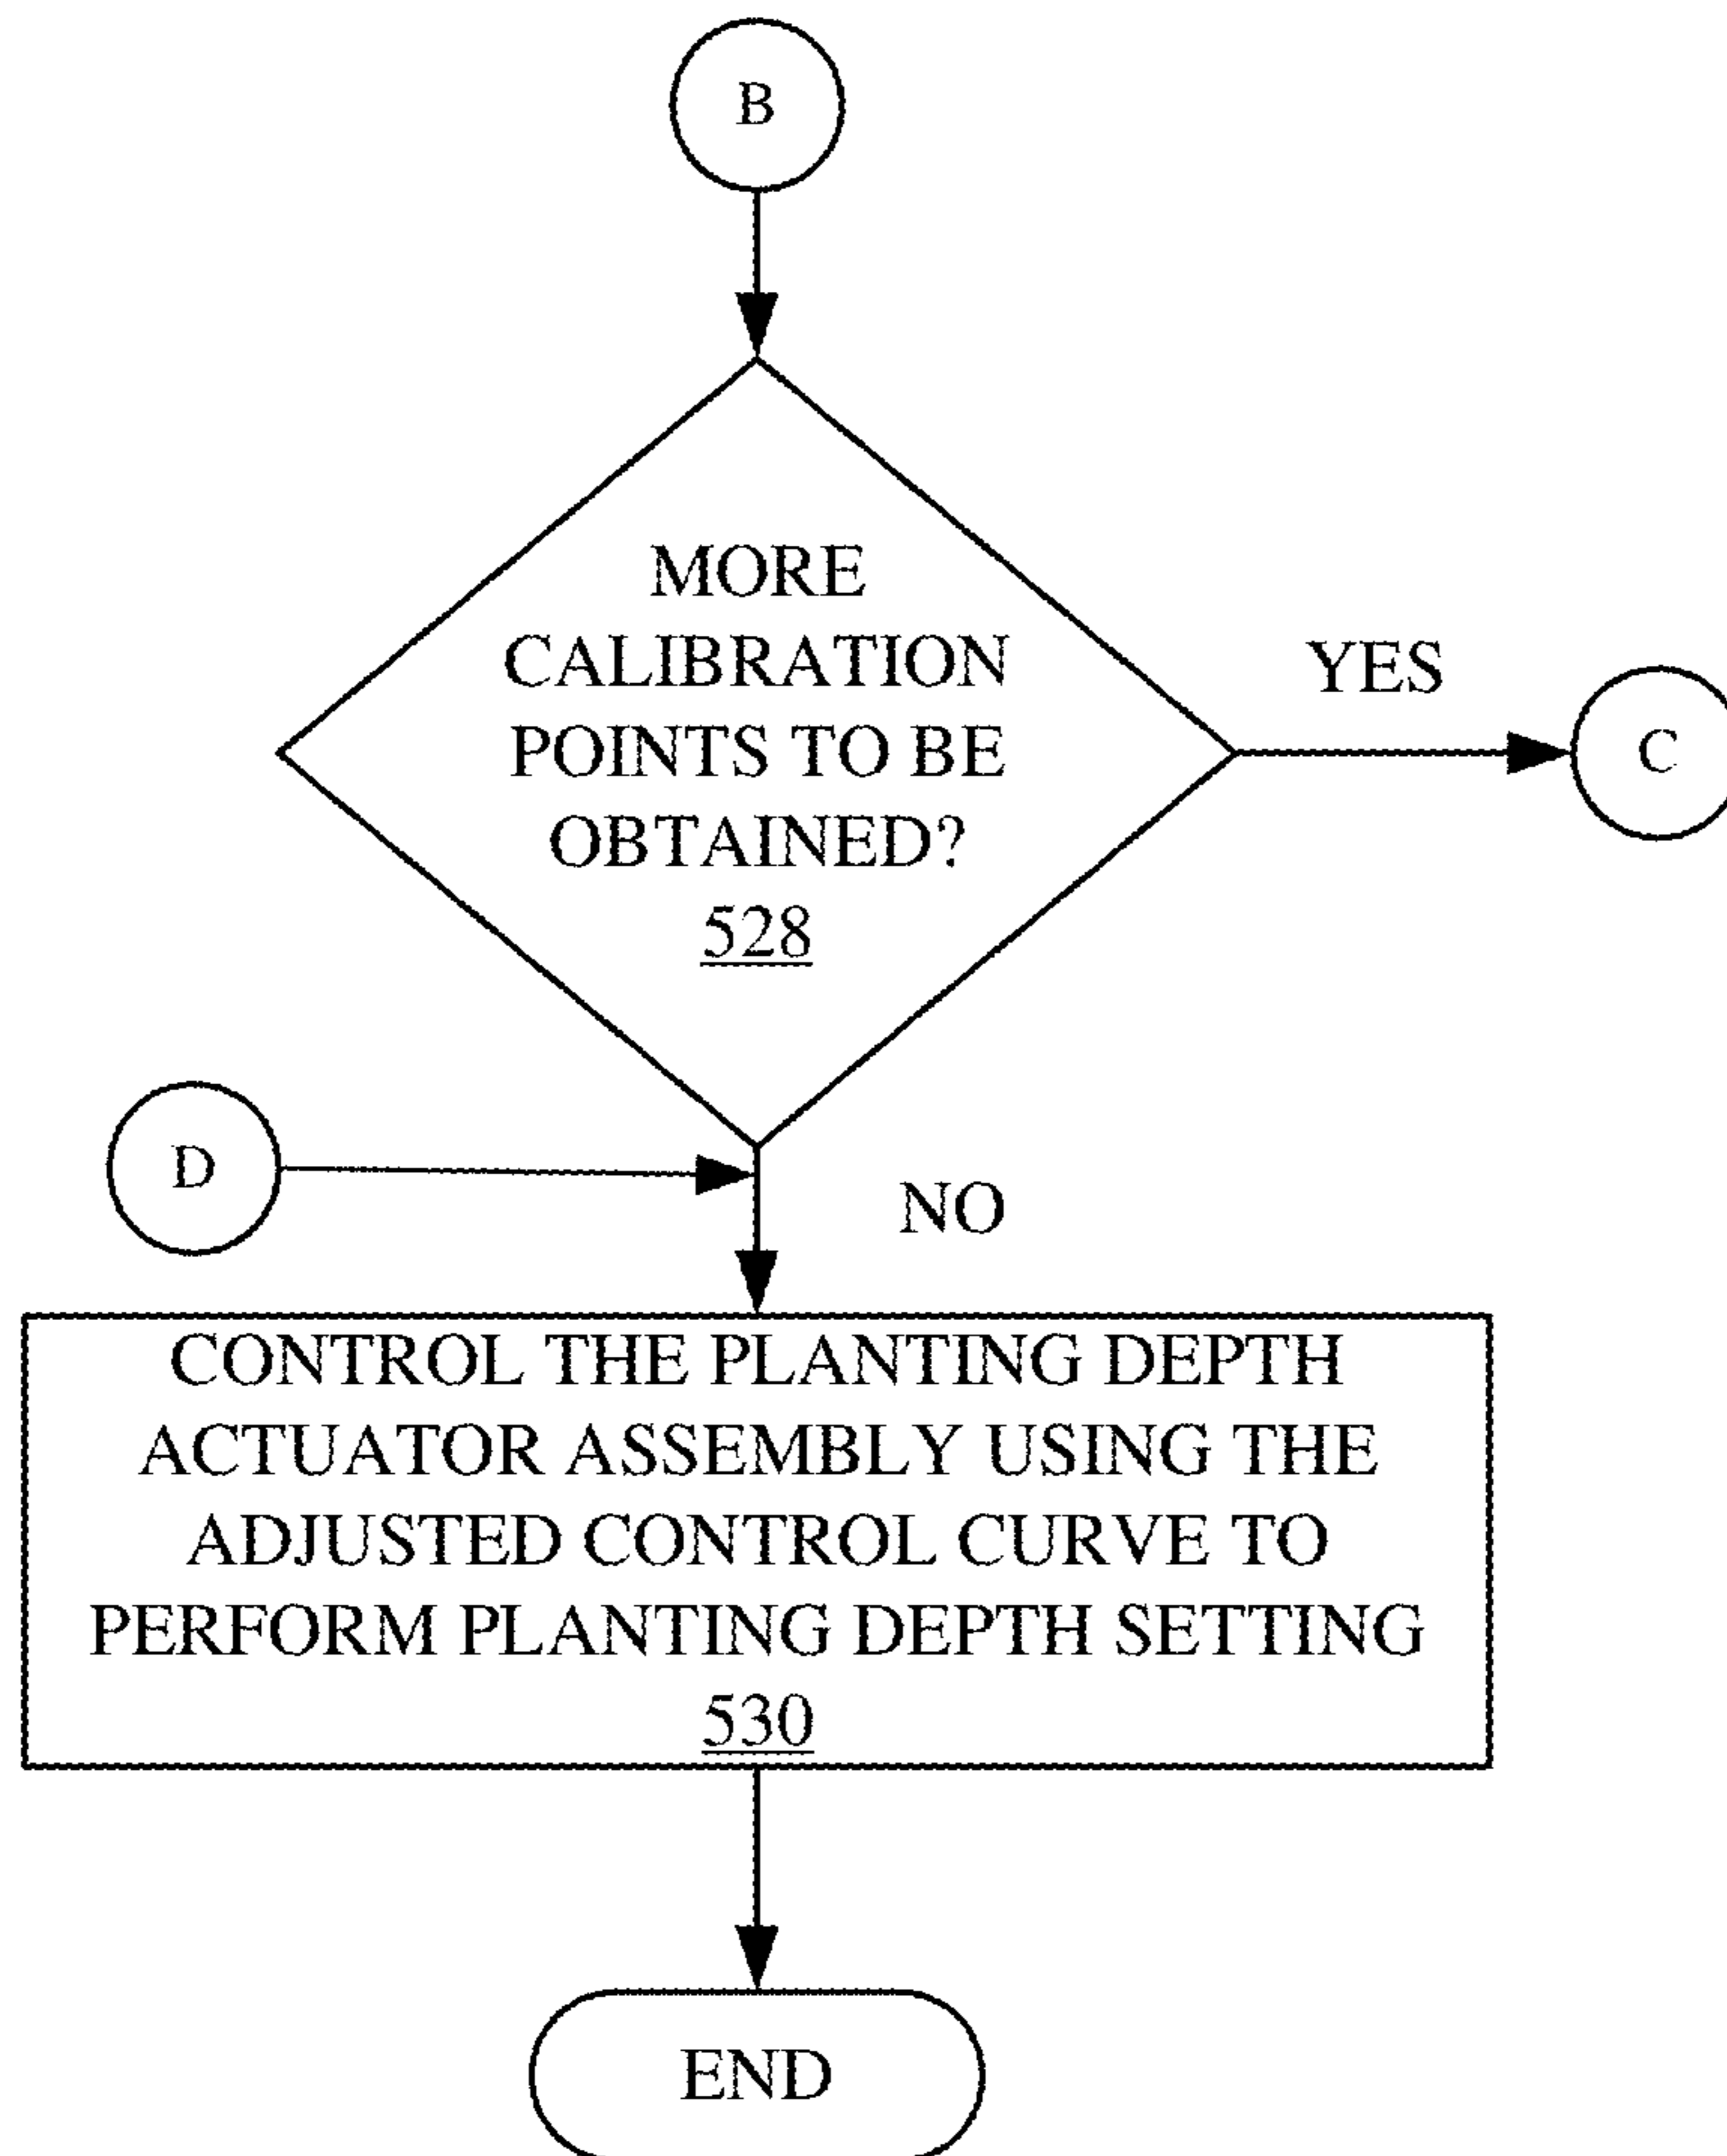 B
MORE
CALIBRATION
POINTS TO BE
OBTAINED?
528
YES
C
D
NO
CONTROL THE PLANTING DEPTH
ACTUATOR ASSEMBLY USING THE
ADJUSTED CONTROL CURVE TO
PERFORM PLANTING DEPTH SETTING
530
END